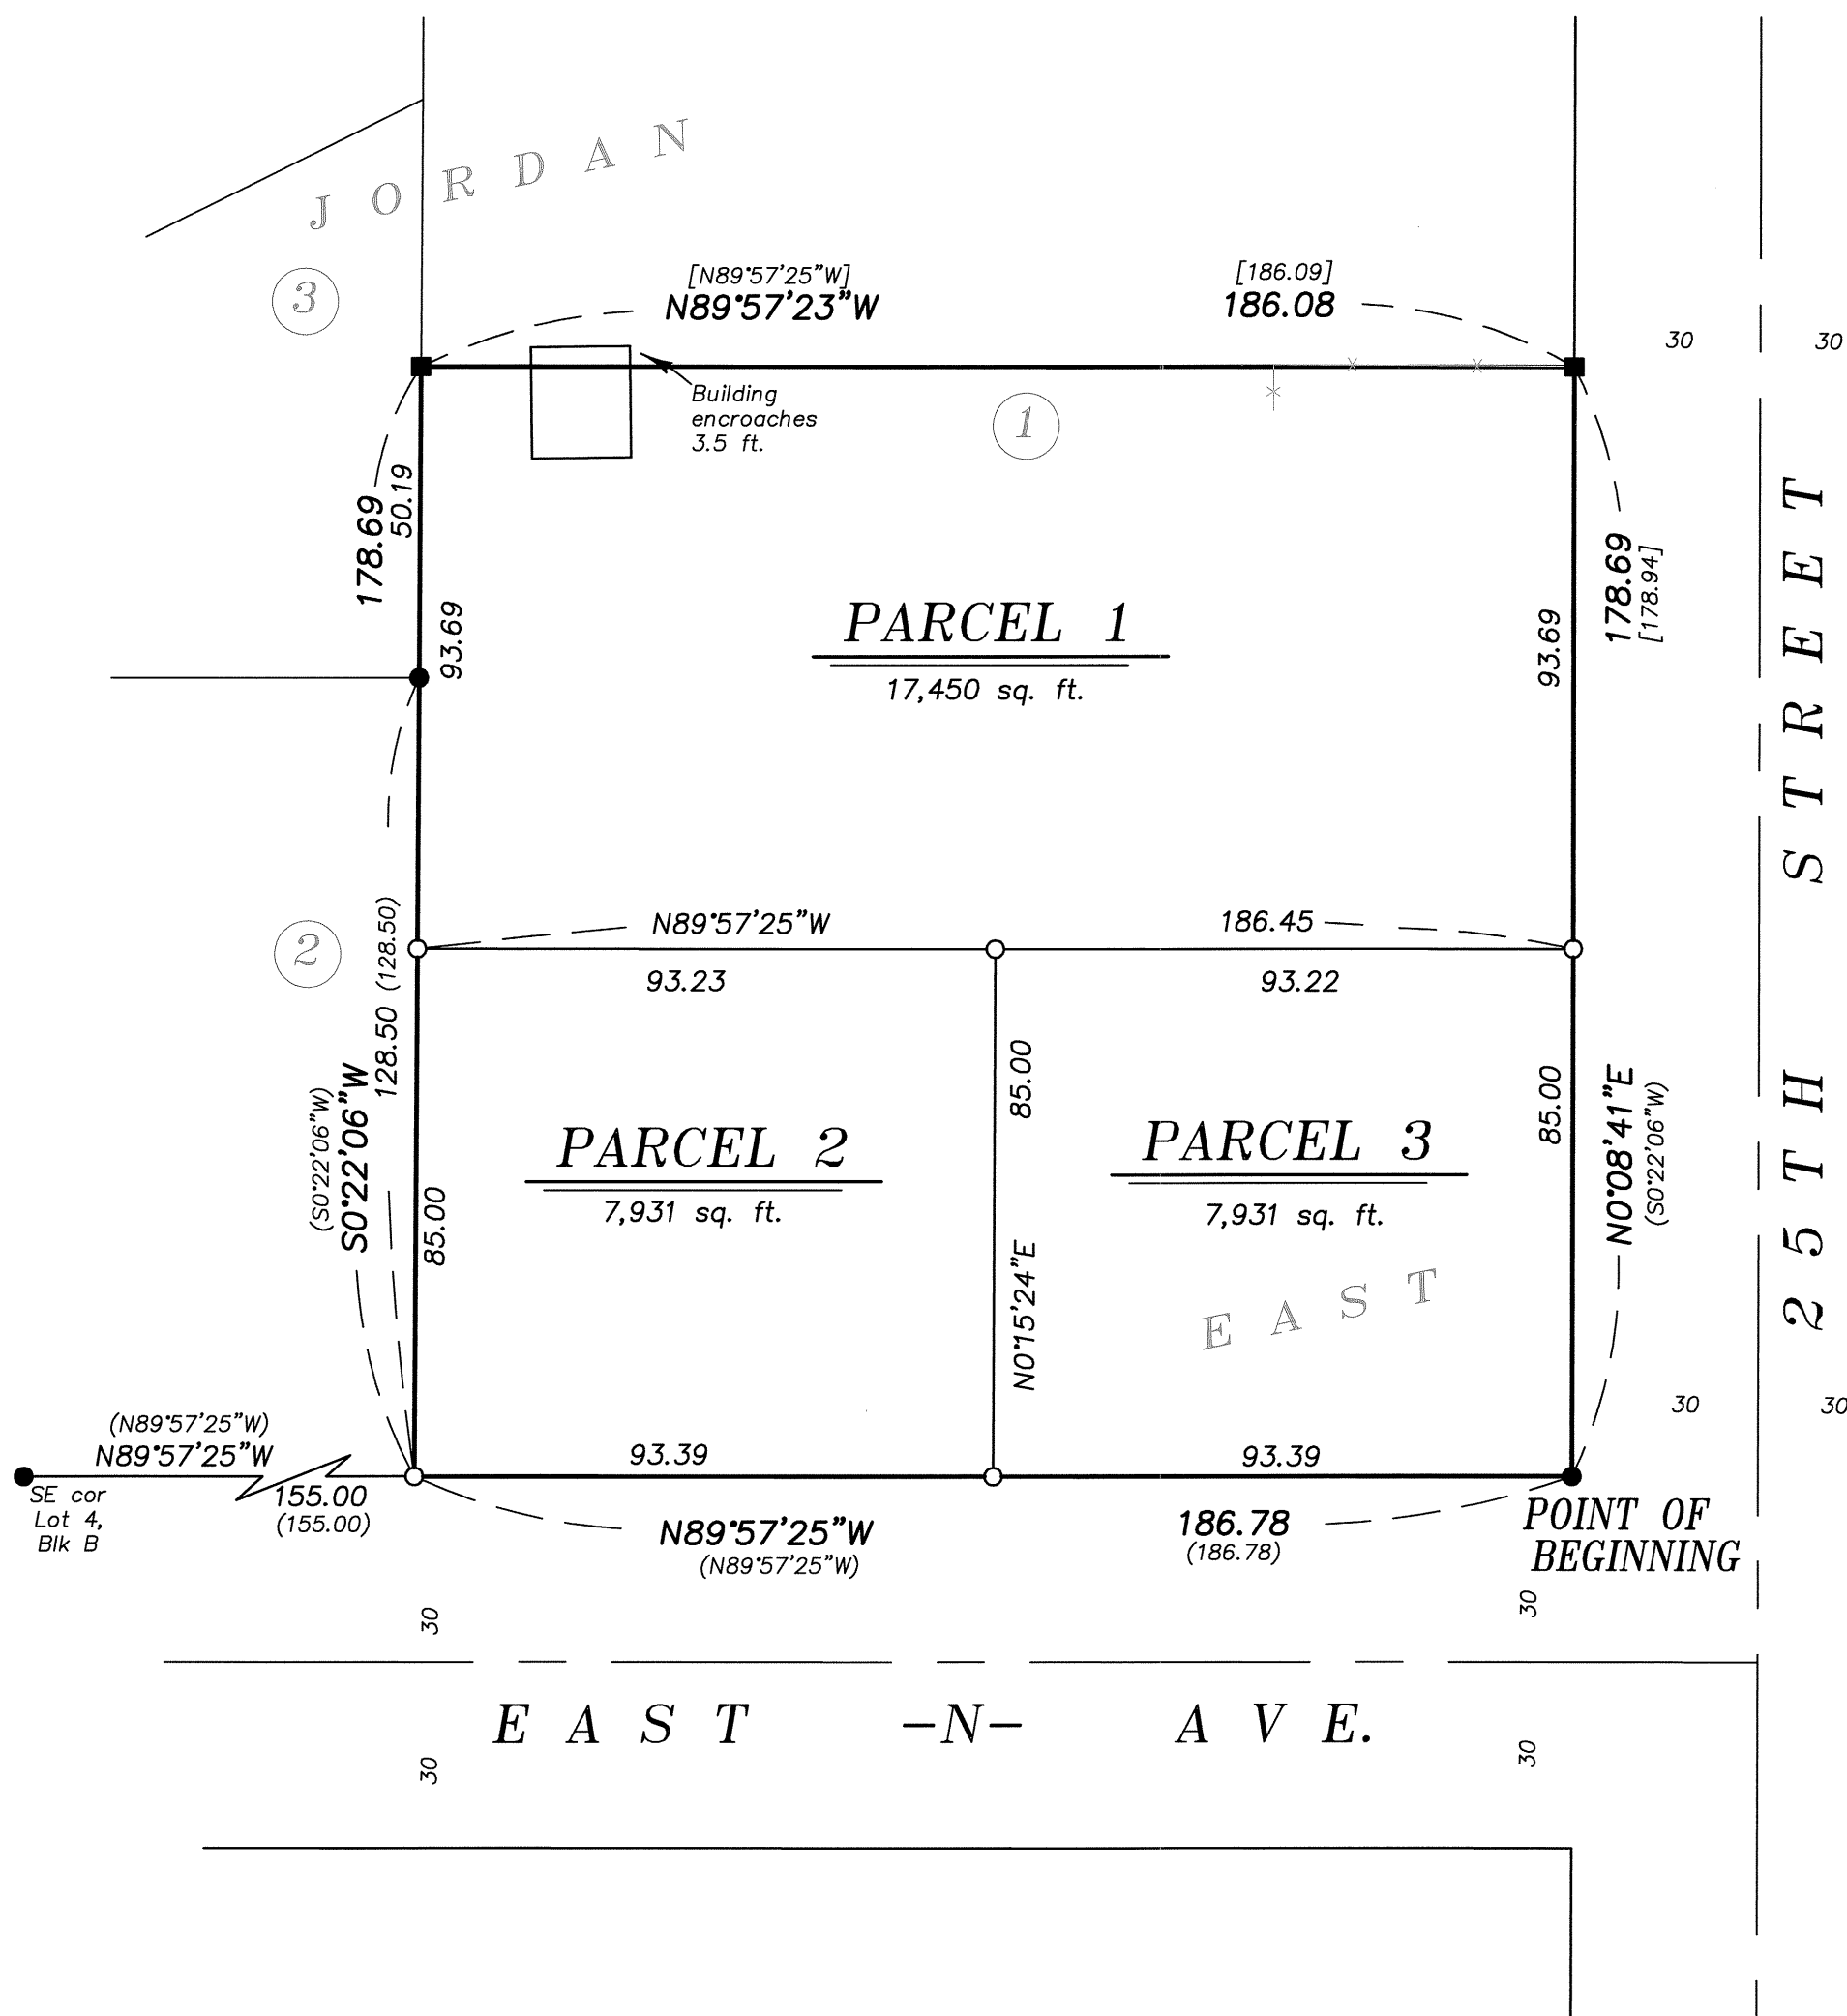 JORDAN
3
[N89°57'25"W]
N89°57'23"W
[186.09]
186.08
30
30
Building
encroaches
3.5 ft.
1
178.69
50.19
93.69
PARCEL 1
17,450 sq. ft.
93.69
178.69
[178.94]
25TH STREET
N89°57'25"W
186.45
93.23
93.22
2
128.50 (128.50)
(S0°22'06"W)
S0°22'06"W
85.00
PARCEL 2
7,931 sq. ft.
85.00
N0°15'24"E
PARCEL 3
7,931 sq. ft.
EAST
85.00
N0°08'41"E
(S0°22'06"W)
30
30
(N89°57'25"W)
N89°57'25"W
155.00
(155.00)
SE cor
Lot 4,
Blk B
93.39
93.39
N89°57'25"W
(N89°57'25"W)
186.78
(186.78)
POINT OF
BEGINNING
30
30
EAST -N- AVE.
30
30